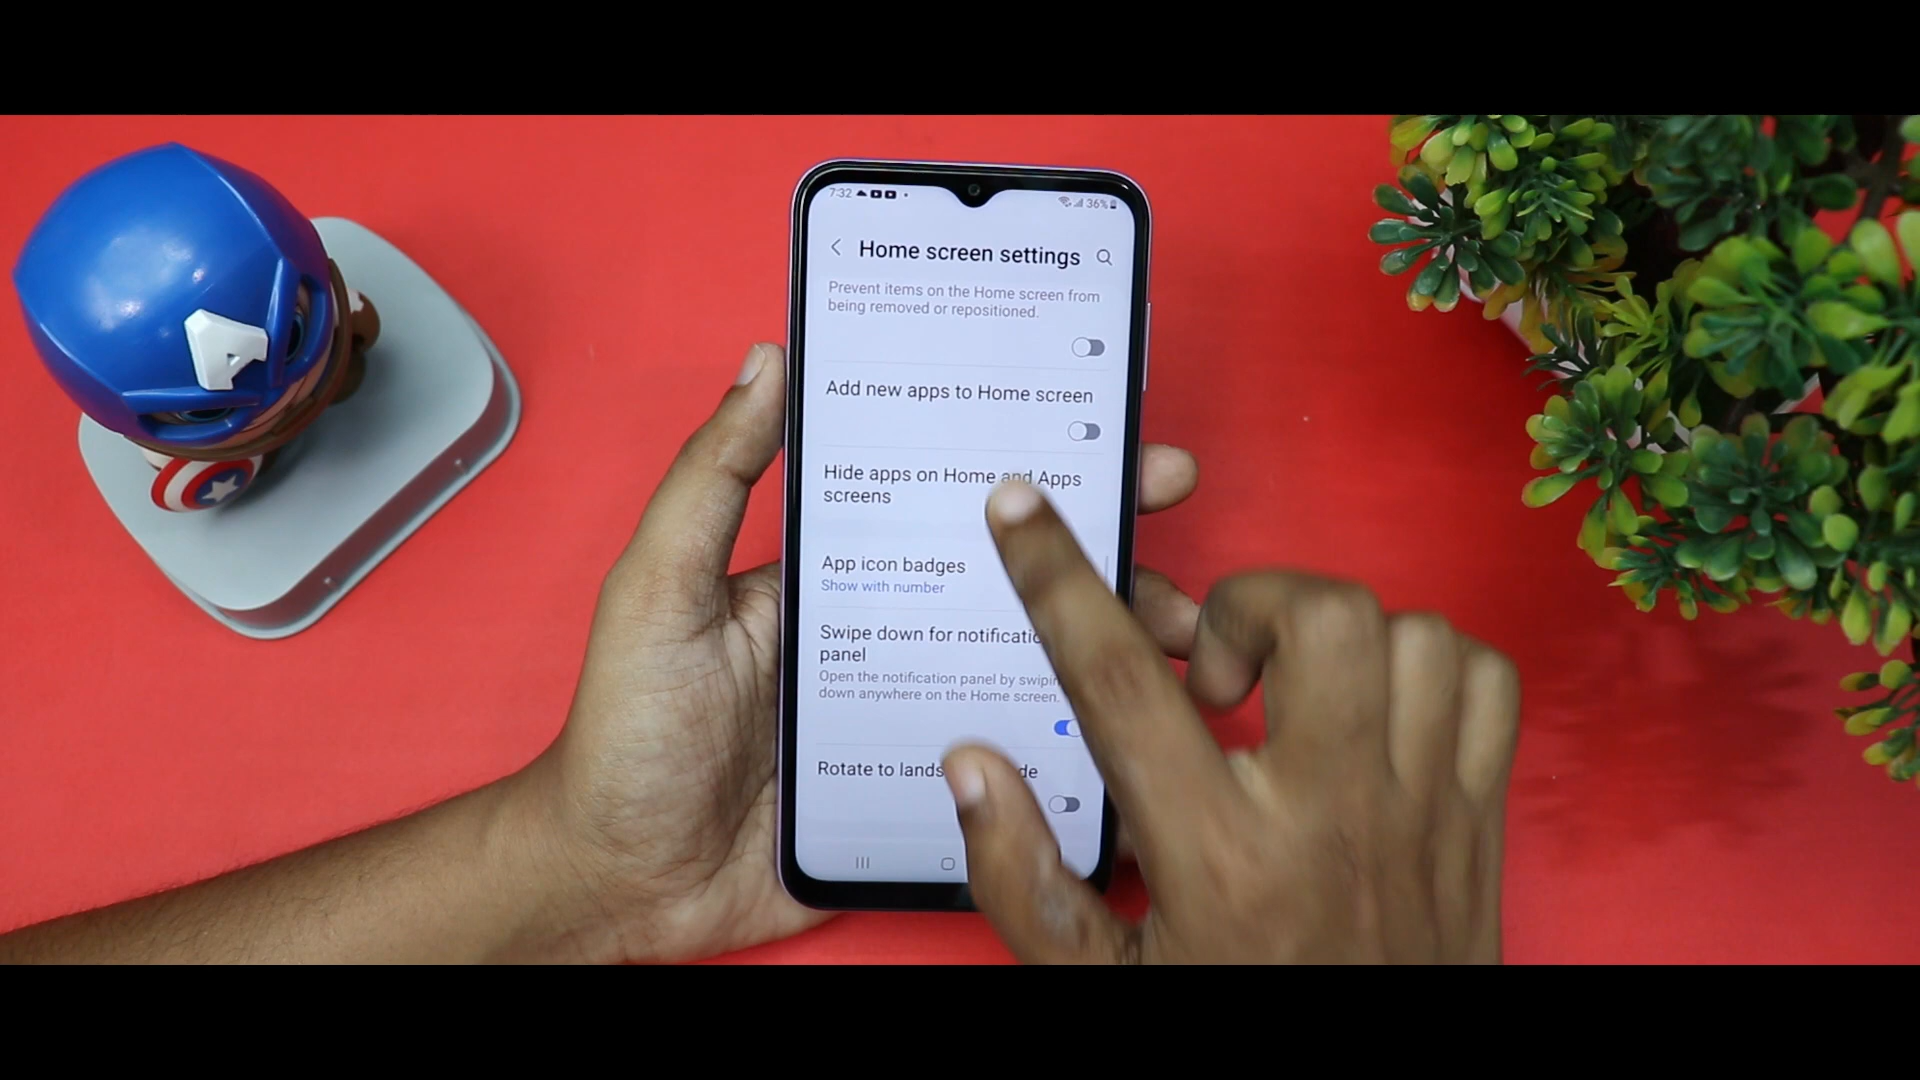 7:32
36%
Home screen settings
Prevent items on the Home screen from
being removed or repositioned.
Add new apps to Home screen
Hide apps on Home and Apps
screens
App icon badges
Show with number
Swipe down for notificatio
panel
Open the notification panel by swipin
down anywhere on the Home screen.
Rotate to lands de
A